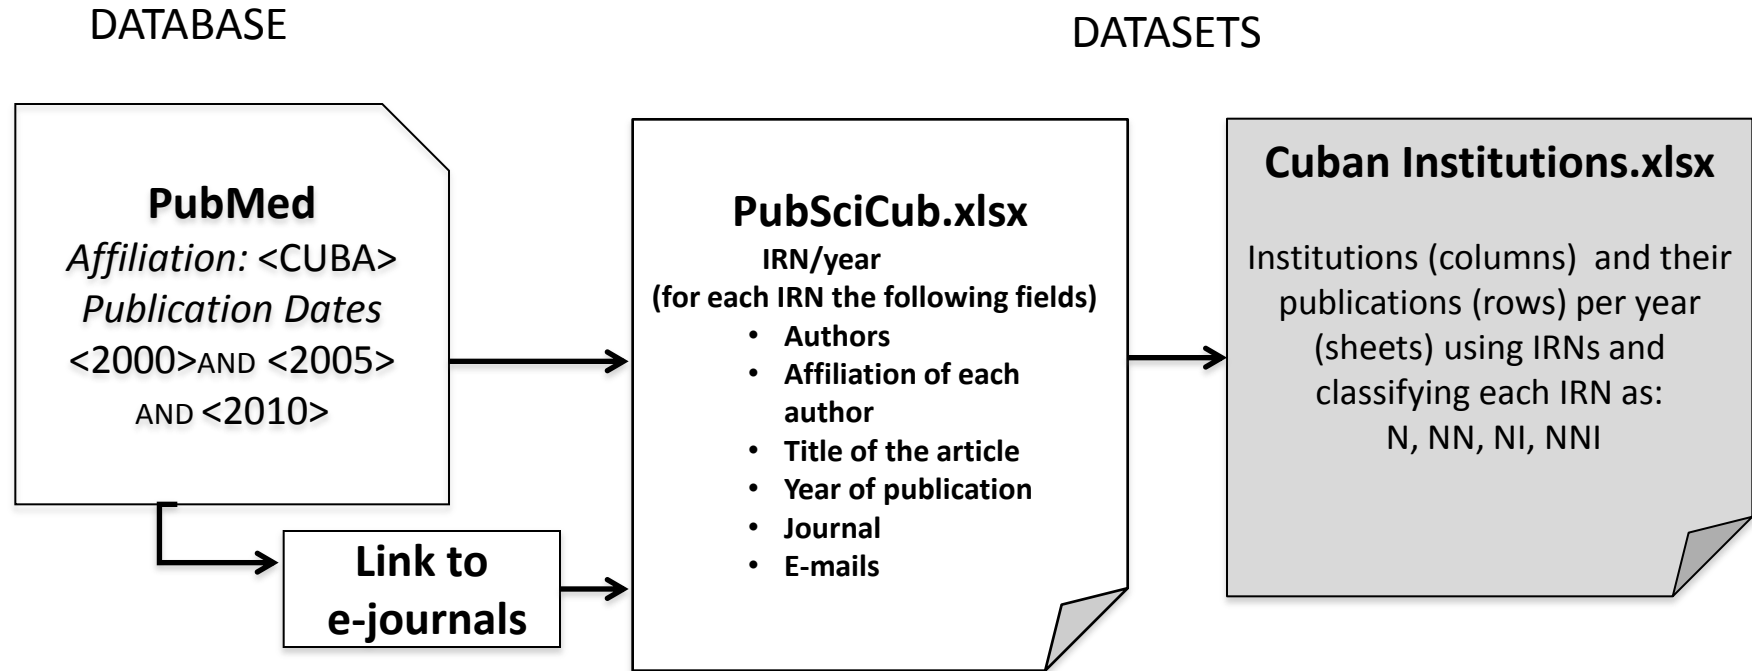 DATABASE
DATASETS
PubMed
Affiliation: <CUBA>
Publication Dates
<2000>AND <2005>
AND <2010>
Link to
e-journals
PubSciCub.xlsx
IRN/year
(for each IRN the following fields)
• Authors
• Affiliation of each
author
• Title of the article
• Year of publication
• Journal
• E-mails
Cuban Institutions.xlsx
Institutions (columns) and their
publications (rows) per year
(sheets) using IRNs and
classifying each IRN as:
N, NN, NI, NNI